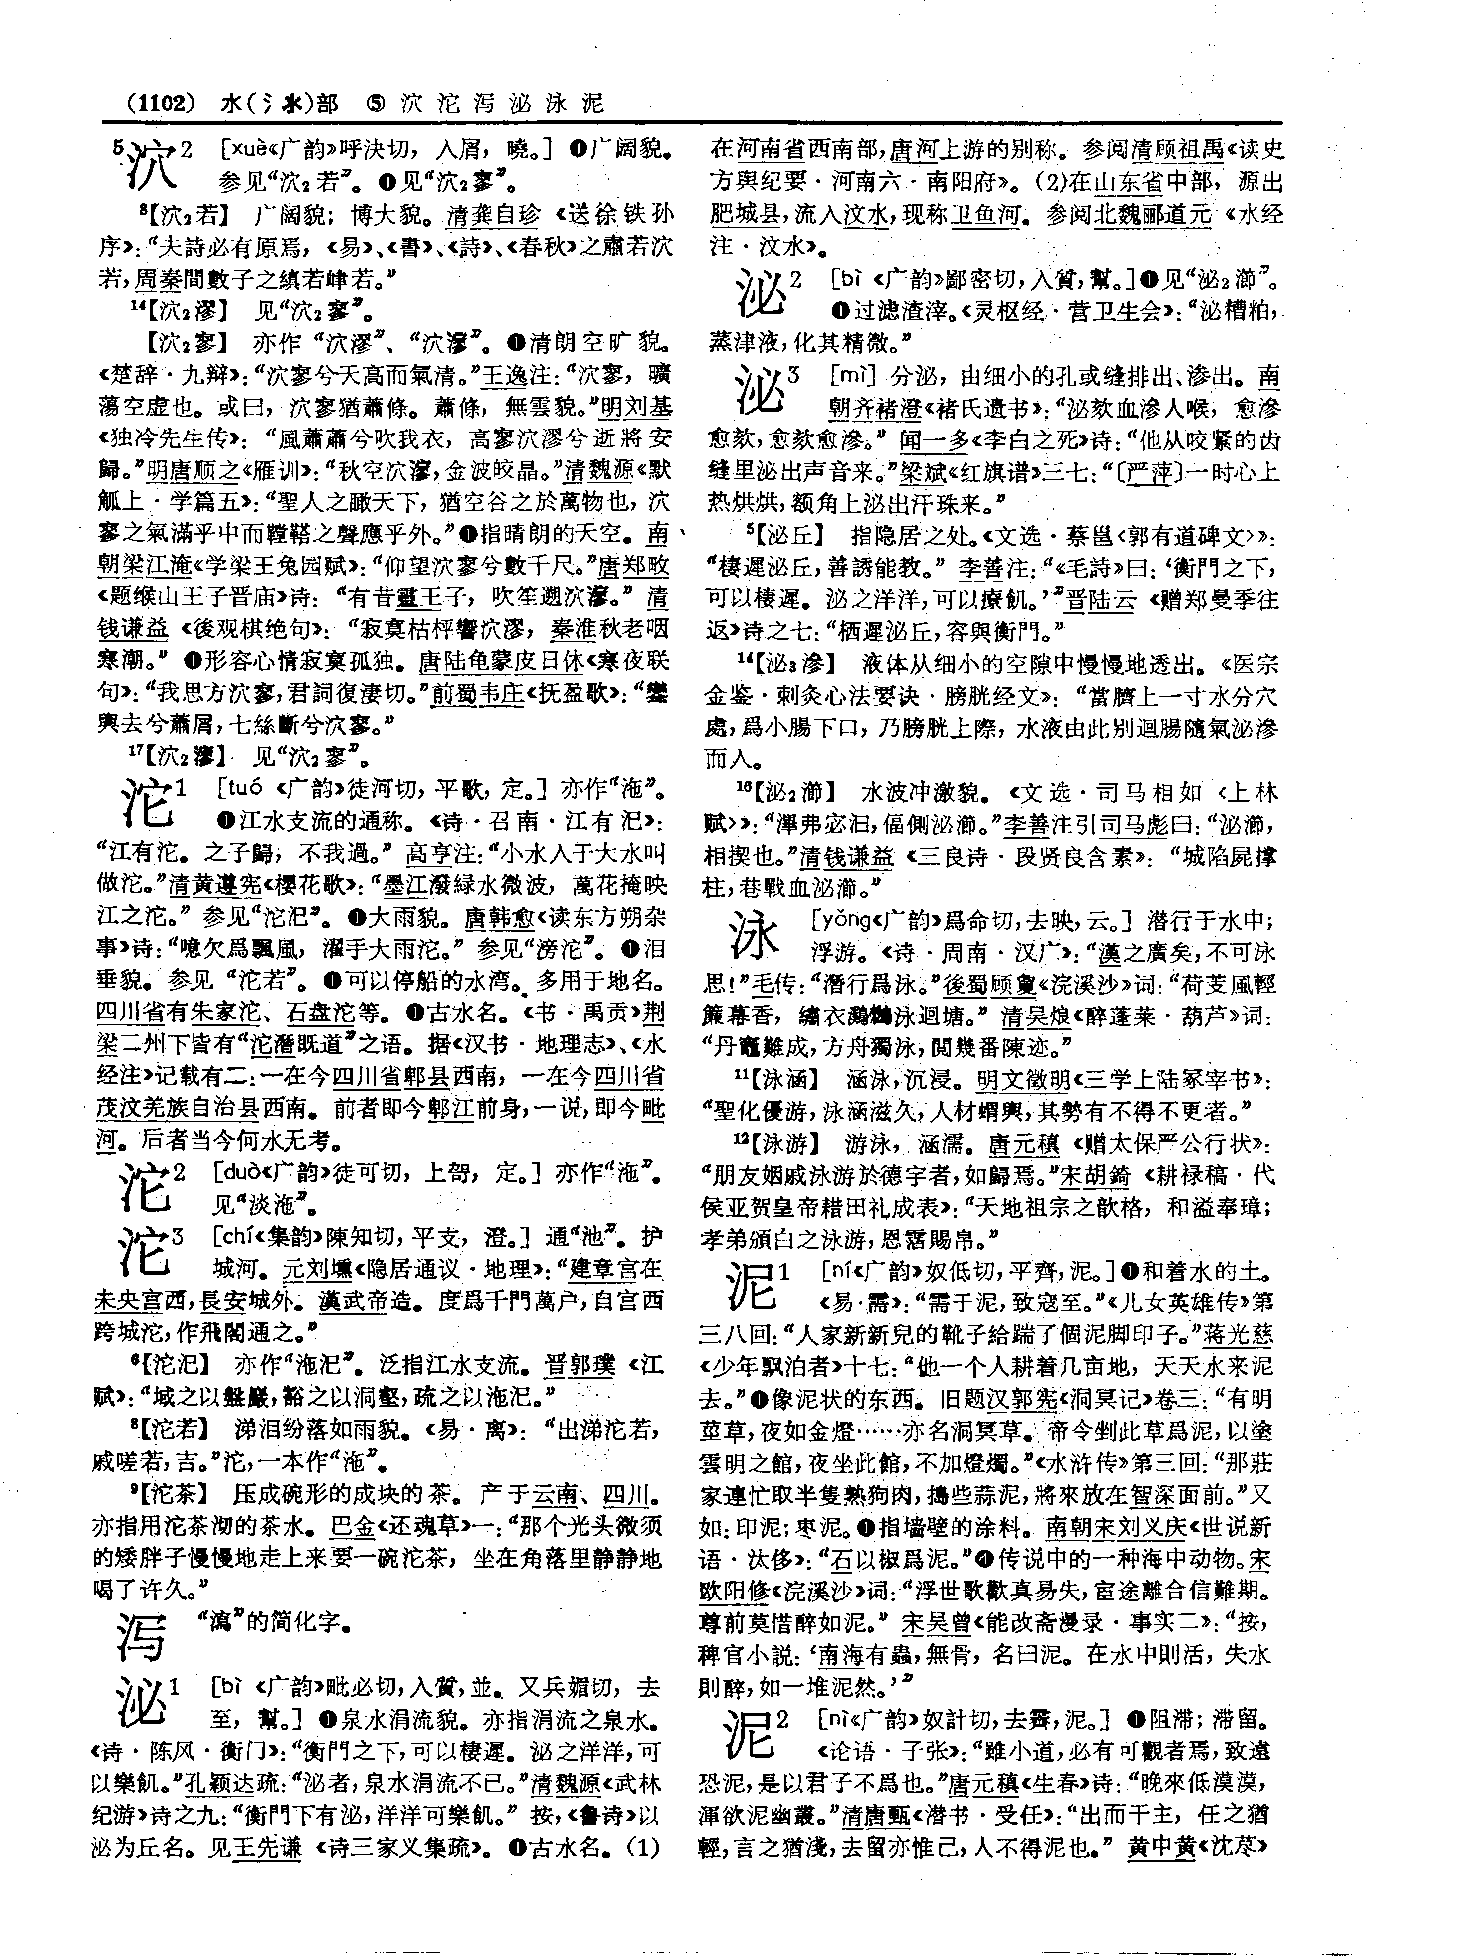 (1102) 水(氵氺)部 ⑤ 泬 沱 泻 泌 泳 泥
⁵泬2 [xuè《广韵》呼决切，入屑，曉。]❶广阔貌。
参见“泬₂若”。❷见“泬₂寥”。
⁸【泬₂若】 广阔貌；博大貌。清龚自珍《送徐铁孙
序》：“夫詩必有原焉，《易》、《書》、《詩》、《春秋》之肅若泬
若，周秦間數子之縝若峍若。”
¹⁴【泬₂漻】 见“泬₂寥”。
【泬₂寥】 亦作“泬漻”、“泬㵳”。❶清朗空旷貌。
《楚辞·九辩》：“泬寥兮天高而氣清。”王逸注：“泬寥，曠
蕩空虚也。或曰，泬寥猶蕭條。蕭條，無雲貌。”明刘基
《独冷先生传》：“風蕭蕭兮吹我衣，高寥泬漻兮逝將安
歸。”明唐顺之《雁训》：“秋空泬㵳，金波皎晶。”清魏源《默
觚上·学篇五》：“聖人之瞰天下，猶空谷之於萬物也，泬
寥之氣滿乎中而鏜鞳之聲應乎外。”❷指晴朗的天空。南
朝梁江淹《学梁王兔园赋》：“仰望泬寥兮數千尺。”唐郑畋
《题缑山王子晋庙》诗：“有昔靈王子，吹笙遡泬㵳。”清
钱谦益《後观棋绝句》：“寂寞枯枰響泬漻，秦淮秋老咽
寒潮。”❸形容心情寂寞孤独。唐陆龟蒙皮日休《寒夜联
句》：“我思方泬寥，君詞復淒切。”前蜀韦庄《抚盈歌》：“鑾
輿去兮蕭屑，七絲斷兮泬寥。”
¹⁷【泬₂㵳】 见“泬₂寥”。
沱1 [tuó《广韵》徒河切，平歌，定。]亦作“沲”。
❶江水支流的通称。《诗·召南·江有汜》：
“江有沱。之子歸，不我過。”高亨注：“小水入于大水叫
做沱。”清黄遵宪《樱花歌》：“墨江潑緑水微波，萬花掩映
江之沱。”参见“沱汜”。❷大雨貌。唐韩愈《读东方朔杂
事》诗：“噫欠爲飄風，濯手大雨沱。”参见“滂沱”。❸泪
垂貌。参见“沱若”。❹可以停船的水湾。多用于地名。
四川省有朱家沱、石盘沱等。❺古水名。《书·禹贡》荆
梁二州下皆有“沱潛既道”之语。据《汉书·地理志》、《水
经注》记载有二：一在今四川省郫县西南，一在今四川省
茂汶羌族自治县西南。前者即今郫江前身，一说，即今毗
河。后者当今何水无考。
沱2 [duò《广韵》徒可切，上哿，定。]亦作“沲”。
见“淡沲”。
沱3 [chí《集韵》陳知切，平支，澄。]通“池”。护
城河。元刘壎《隐居通议·地理》：“建章宫在
未央宫西，長安城外。漢武帝造。度爲千門萬户，自宫西
跨城沱，作飛閣通之。”
⁶【沱汜】 亦作“沲汜”。泛指江水支流。晋郭璞《江
赋》：“域之以盤巖，豁之以洞壑，疏之以沲汜。”
⁸【沱若】 涕泪纷落如雨貌。《易·离》：“出涕沱若，
戚嗟若，吉。”沱，一本作“沲”。
⁹【沱茶】 压成碗形的成块的茶。产于云南、四川。
亦指用沱茶沏的茶水。巴金《还魂草》一：“那个光头微须
的矮胖子慢慢地走上来要一碗沱茶，坐在角落里静静地
喝了许久。”
泻 “瀉”的简化字。
泌1 [bì《广韵》毗必切，入質，並。又兵媚切，去
至，幫。]❶泉水涓流貌。亦指涓流之泉水。
《诗·陈风·衡门》：“衡門之下，可以棲遲。泌之洋洋，可
以樂飢。”孔颖达疏：“泌者，泉水涓流不已。”清魏源《武林
纪游》诗之九：“衡門下有泌，洋洋可樂飢。”按，《鲁诗》以
泌为丘名。见王先谦《诗三家义集疏》。❷古水名。(1)
在河南省西南部，唐河上游的别称。参阅清顾祖禹《读史
方舆纪要·河南六·南阳府》。(2)在山东省中部，源出
肥城县，流入汶水，现称卫鱼河。参阅北魏郦道元《水经
注·汶水》。
泌2 [bì《广韵》鄙密切，入質，幫。]❶见“泌₂㴉”。
❷过滤渣滓。《灵枢经·营卫生会》：“泌糟粕，
蒸津液，化其精微。”
泌3 [mì]分泌，由细小的孔或缝排出、渗出。南
朝齐褚澄《褚氏遗书》：“泌欬血滲入喉，愈滲
愈欬，愈欬愈滲。”闻一多《李白之死》诗：“他从咬紧的齿
缝里泌出声音来。”梁斌《红旗谱》三七：“〔严萍〕一时心上
热烘烘，额角上泌出汗珠来。”
⁵【泌丘】 指隐居之处。《文选·蔡邕〈郭有道碑文〉》：
“棲遲泌丘，善誘能教。”李善注：“《毛詩》曰：‘衡門之下，
可以棲遲。泌之洋洋，可以療飢。’”晋陆云《赠郑曼季往
返》诗之七：“栖遲泌丘，容與衡門。”
¹⁴【泌₃滲】 液体从细小的空隙中慢慢地透出。《医宗
金鉴·刺灸心法要诀·膀胱经文》：“當臍上一寸水分穴
處，爲小腸下口，乃膀胱上際，水液由此别迴腸隨氣泌滲
而入。
¹⁶【泌₂㴉】 水波冲激貌。《文选·司马相如〈上林
赋〉》：“滭弗宓汨，偪側泌㴉。”李善注引司马彪曰：“泌㴉，
相揳也。”清钱谦益《三良诗·段贤良含素》：“城陷屍撑
柱，巷戰血泌㴉。”
泳 [yǒng《广韵》爲命切，去映，云。]潜行于水中；
浮游。《诗·周南·汉广》：“漢之廣矣，不可泳
思！”毛传：“潛行爲泳。”後蜀顾敻《浣溪沙》词：“荷芰風輕
簾幕香，繡衣鸂鶒泳迴塘。”清吴烺《醉蓬莱·葫芦》词：
“丹竈難成，方舟獨泳，閲幾番陳迹。”
¹¹【泳涵】 涵泳，沉浸。明文徵明《三学上陆冢宰书》：
“聖化優游，泳涵滋久，人材蝟興，其勢有不得不更者。”
¹²【泳游】 游泳，涵濡。唐元稹《赠太保严公行状》：
“朋友姻戚泳游於德宇者，如歸焉。”宋胡錡《耕禄稿·代
侯亚贺皇帝耤田礼成表》：“天地祖宗之歆格，和溢奉璋；
孝弟頒白之泳游，恩霑賜帛。”
泥1 [ní《广韵》奴低切，平齊，泥。]❶和着水的土。
《易·需》：“需于泥，致寇至。”《儿女英雄传》第
三八回：“人家新新兒的靴子給踹了個泥脚印子。”蒋光慈
《少年飘泊者》十七：“他一个人耕着几亩地，天天水来泥
去。”❷像泥状的东西。旧题汉郭宪《洞冥记》卷三：“有明
莖草，夜如金燈……亦名洞冥草。帝令剉此草爲泥，以塗
雲明之館，夜坐此館，不加燈燭。”《水浒传》第三回：“那莊
家連忙取半隻熟狗肉，搗些蒜泥，將來放在智深面前。”又
如：印泥；枣泥。❸指墙壁的涂料。南朝宋刘义庆《世说新
语·汰侈》：“石以椒爲泥。”❹传说中的一种海中动物。宋
欧阳修《浣溪沙》词：“浮世歌歡真易失，宦途離合信難期。
尊前莫惜醉如泥。”宋吴曾《能改斋漫录·事实二》：“按，
稗官小説：‘南海有蟲，無骨，名曰泥。在水中則活，失水
則醉，如一堆泥然。’”
泥2 [nì《广韵》奴計切，去霽，泥。]❶阻滞；滞留。
《论语·子张》：“雖小道，必有可觀者焉，致遠
恐泥，是以君子不爲也。”唐元稹《生春》诗：“晚來低漠漠，
渾欲泥幽叢。”清唐甄《潜书·受任》：“出而干主，任之猶
輕，言之猶淺，去留亦惟己，人不得泥也。”黄中黄《沈荩》